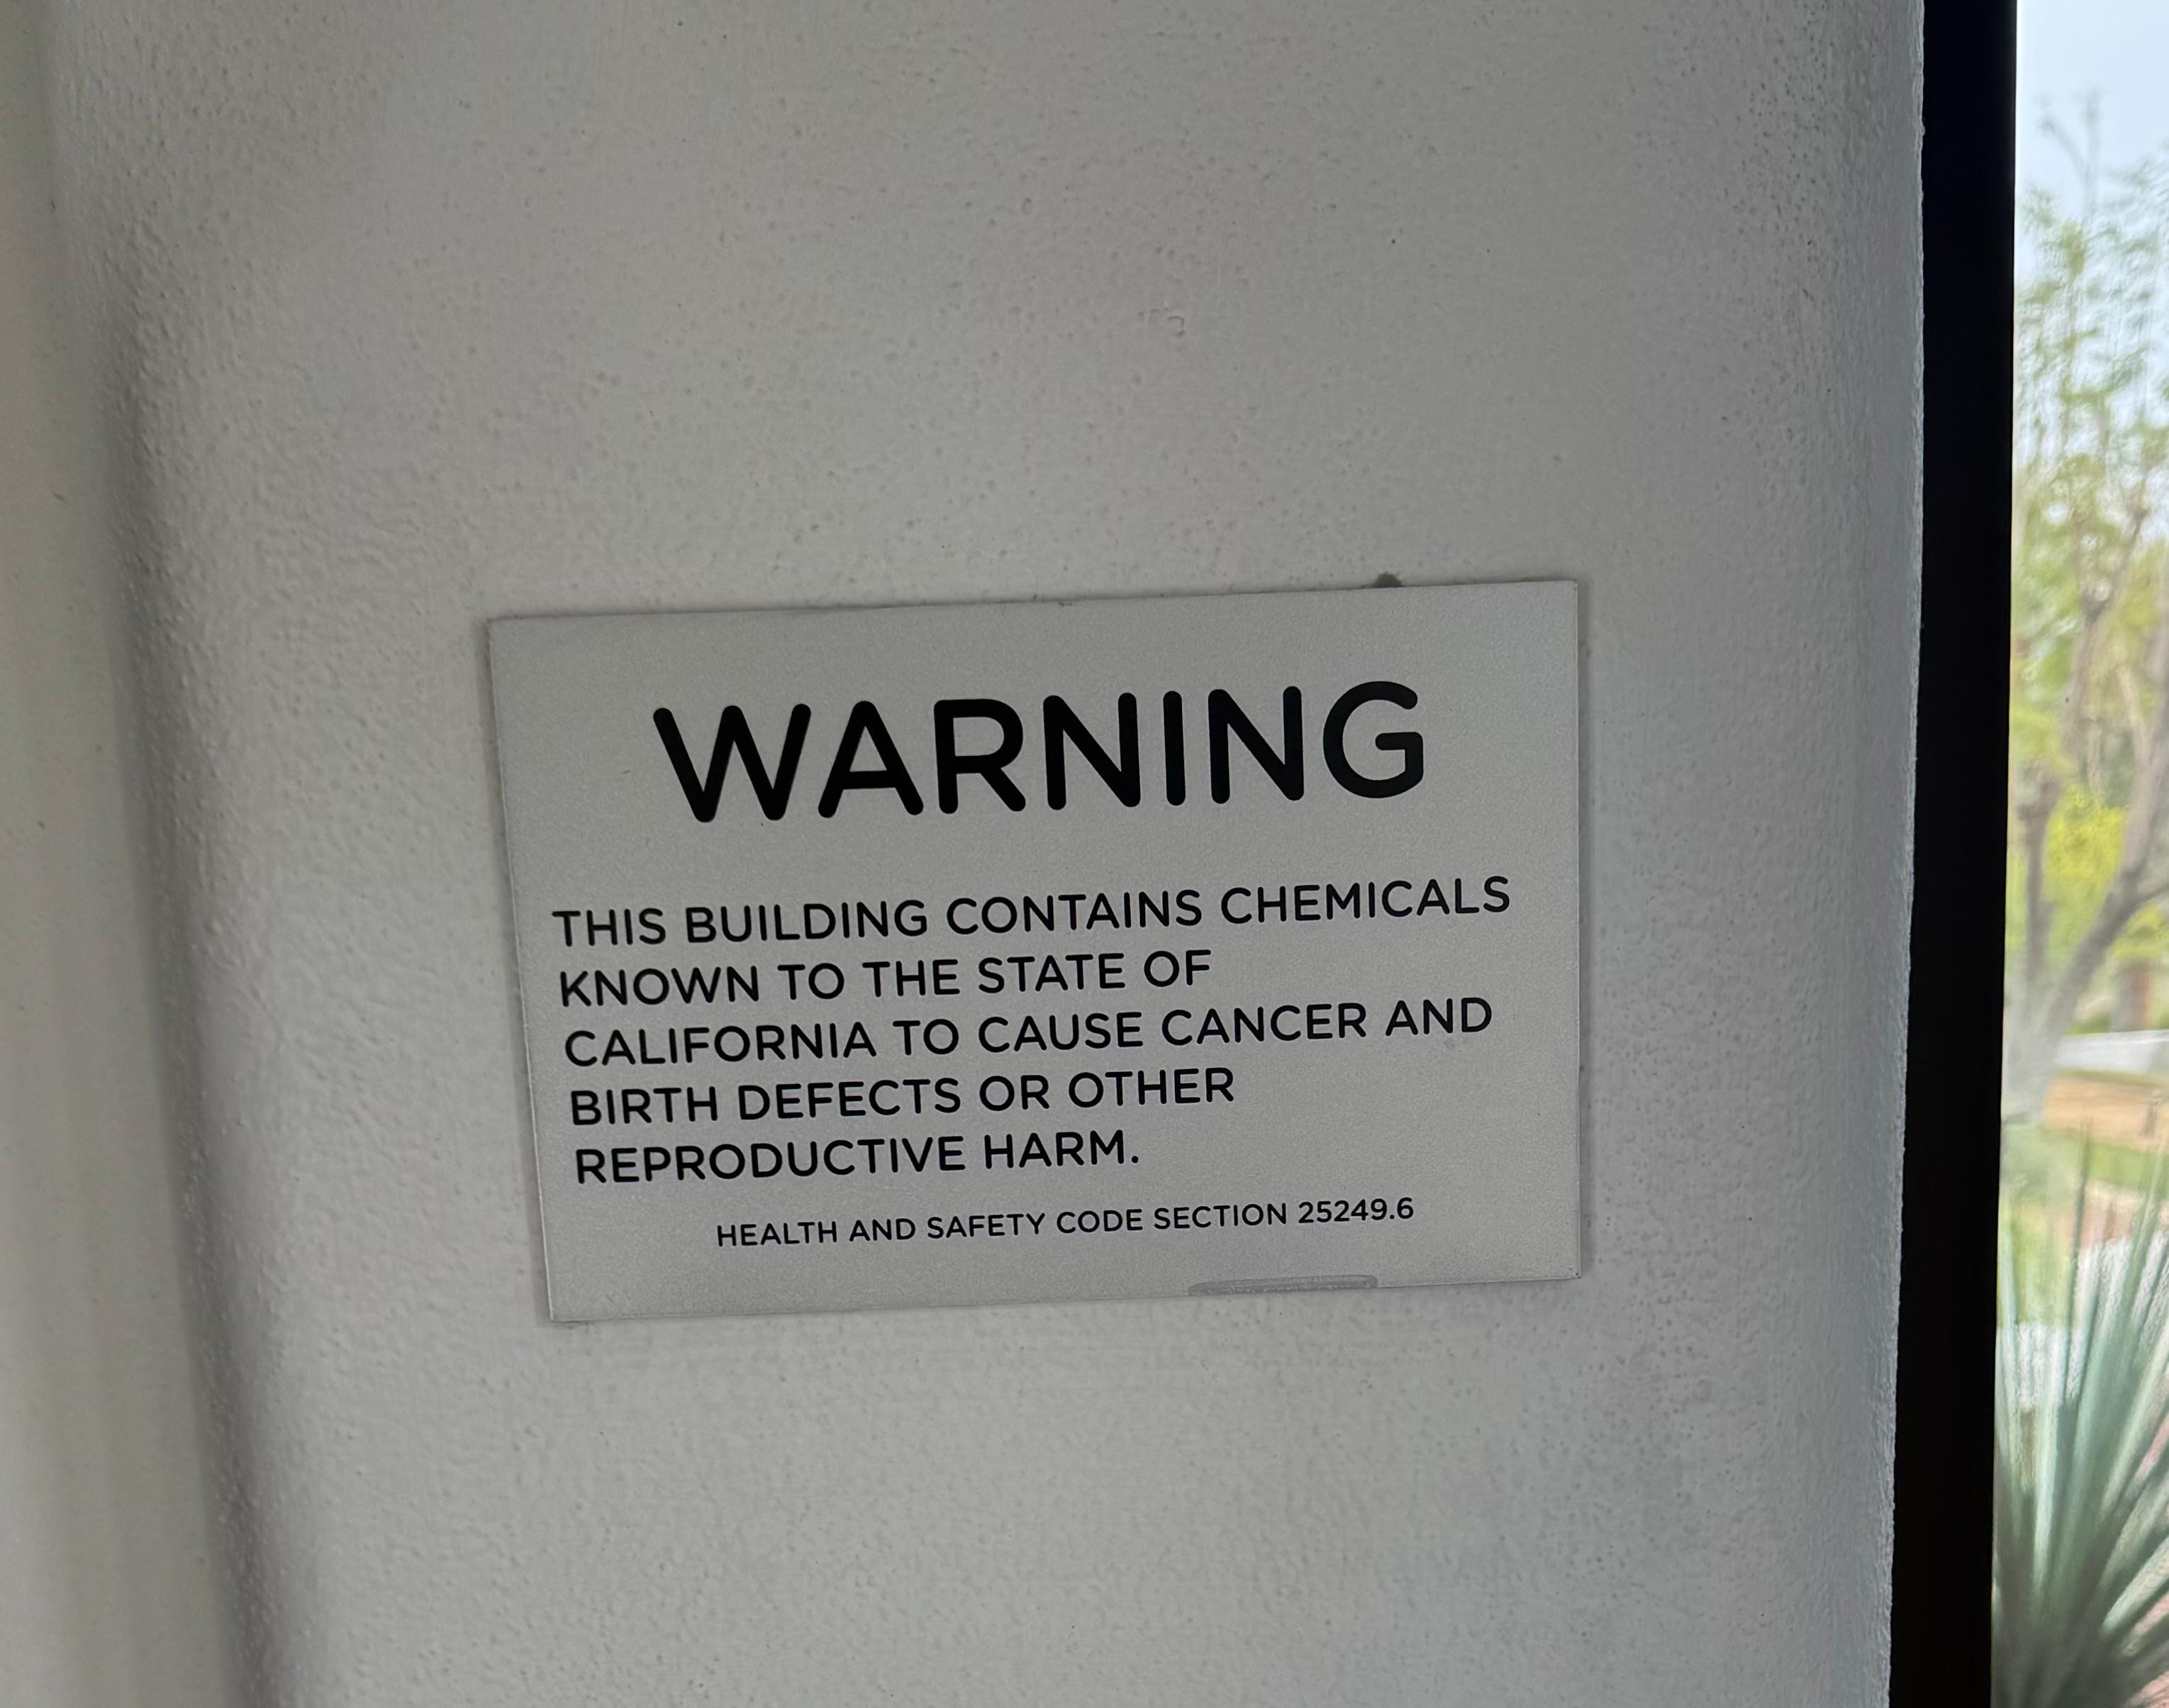 WARNING
THIS BUILDING CONTAINS CHEMICALS
KNOWN TO THE STATE OF
CALIFORNIA TO CAUSE CANCER AND
BIRTH DEFECTS OR OTHER
REPRODUCTIVE HARM.
HEALTH AND SAFETY CODE SECTION 25249.6